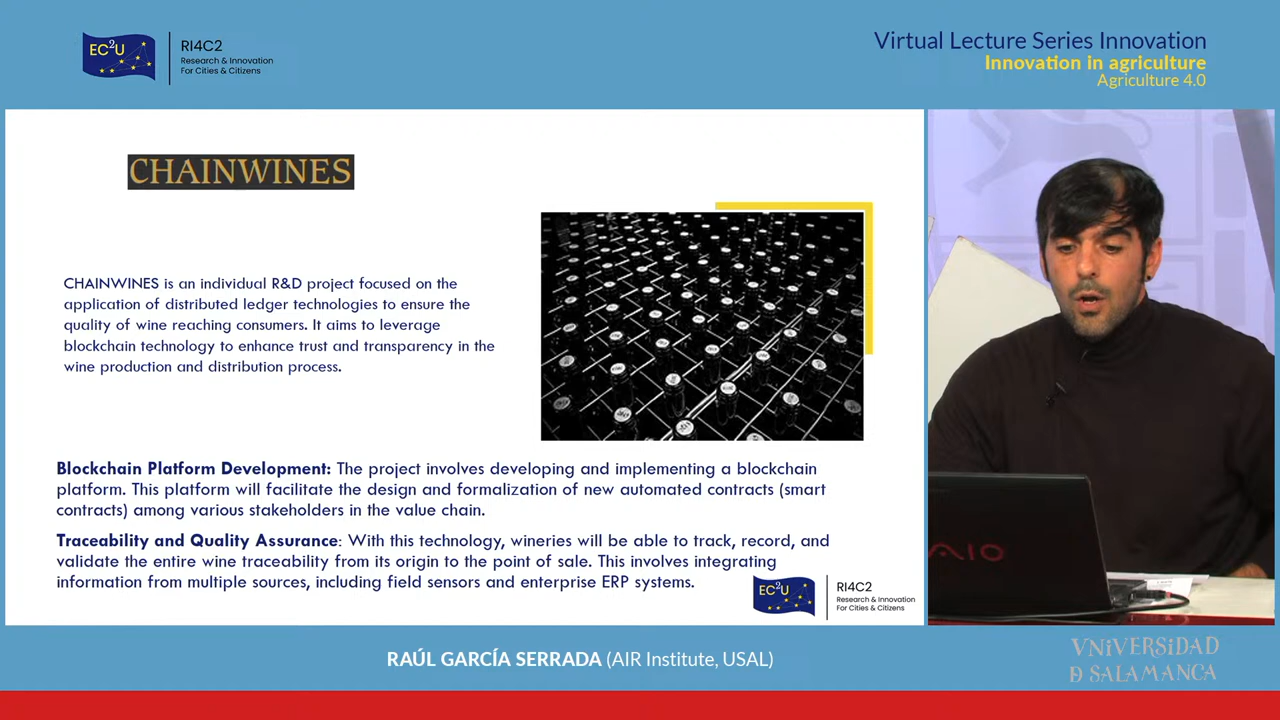 EC2U
RI4C2
Research & Innovation
For Cities & Citizens
Virtual Lecture Series Innovation
Innovation in agriculture
Agriculture 4.0
CHAINWINES
CHAINWINES is an individual R&D project focused on the
application of distributed ledger technologies to ensure the
quality of wine reaching consumers. It aims to leverage
blockchain technology to enhance trust and transparency in the
wine production and distribution process.
Blockchain Platform Development: The project involves developing and implementing a blockchain
platform. This platform will facilitate the design and formalization of new automated contracts (smart
contracts) among various stakeholders in the value chain.
Traceability and Quality Assurance: With this technology, wineries will be able to track, record, and
validate the entire wine traceability from its origin to the point of sale. This involves integrating
information from multiple sources, including field sensors and enterprise ERP systems.
EC2U
RI4C2
Research & Innovation
For Cities & Citizens
VAIO
RAÚL GARCÍA SERRADA (AIR Institute, USAL)
VNiVERSiDAD
D SALAMANCA